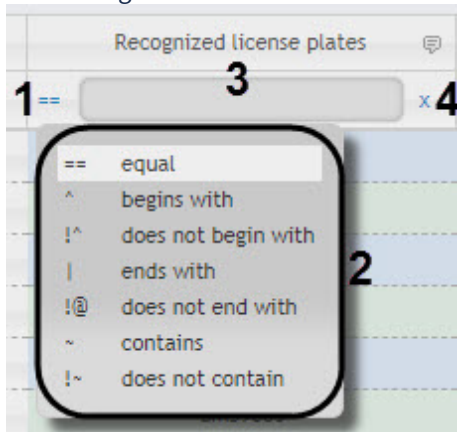 Recognized license plates
1 == 3 x 4
== equal
^ begins with
!^ does not begin with
| ends with
!@ does not end with
~ contains
!~ does not contain
2